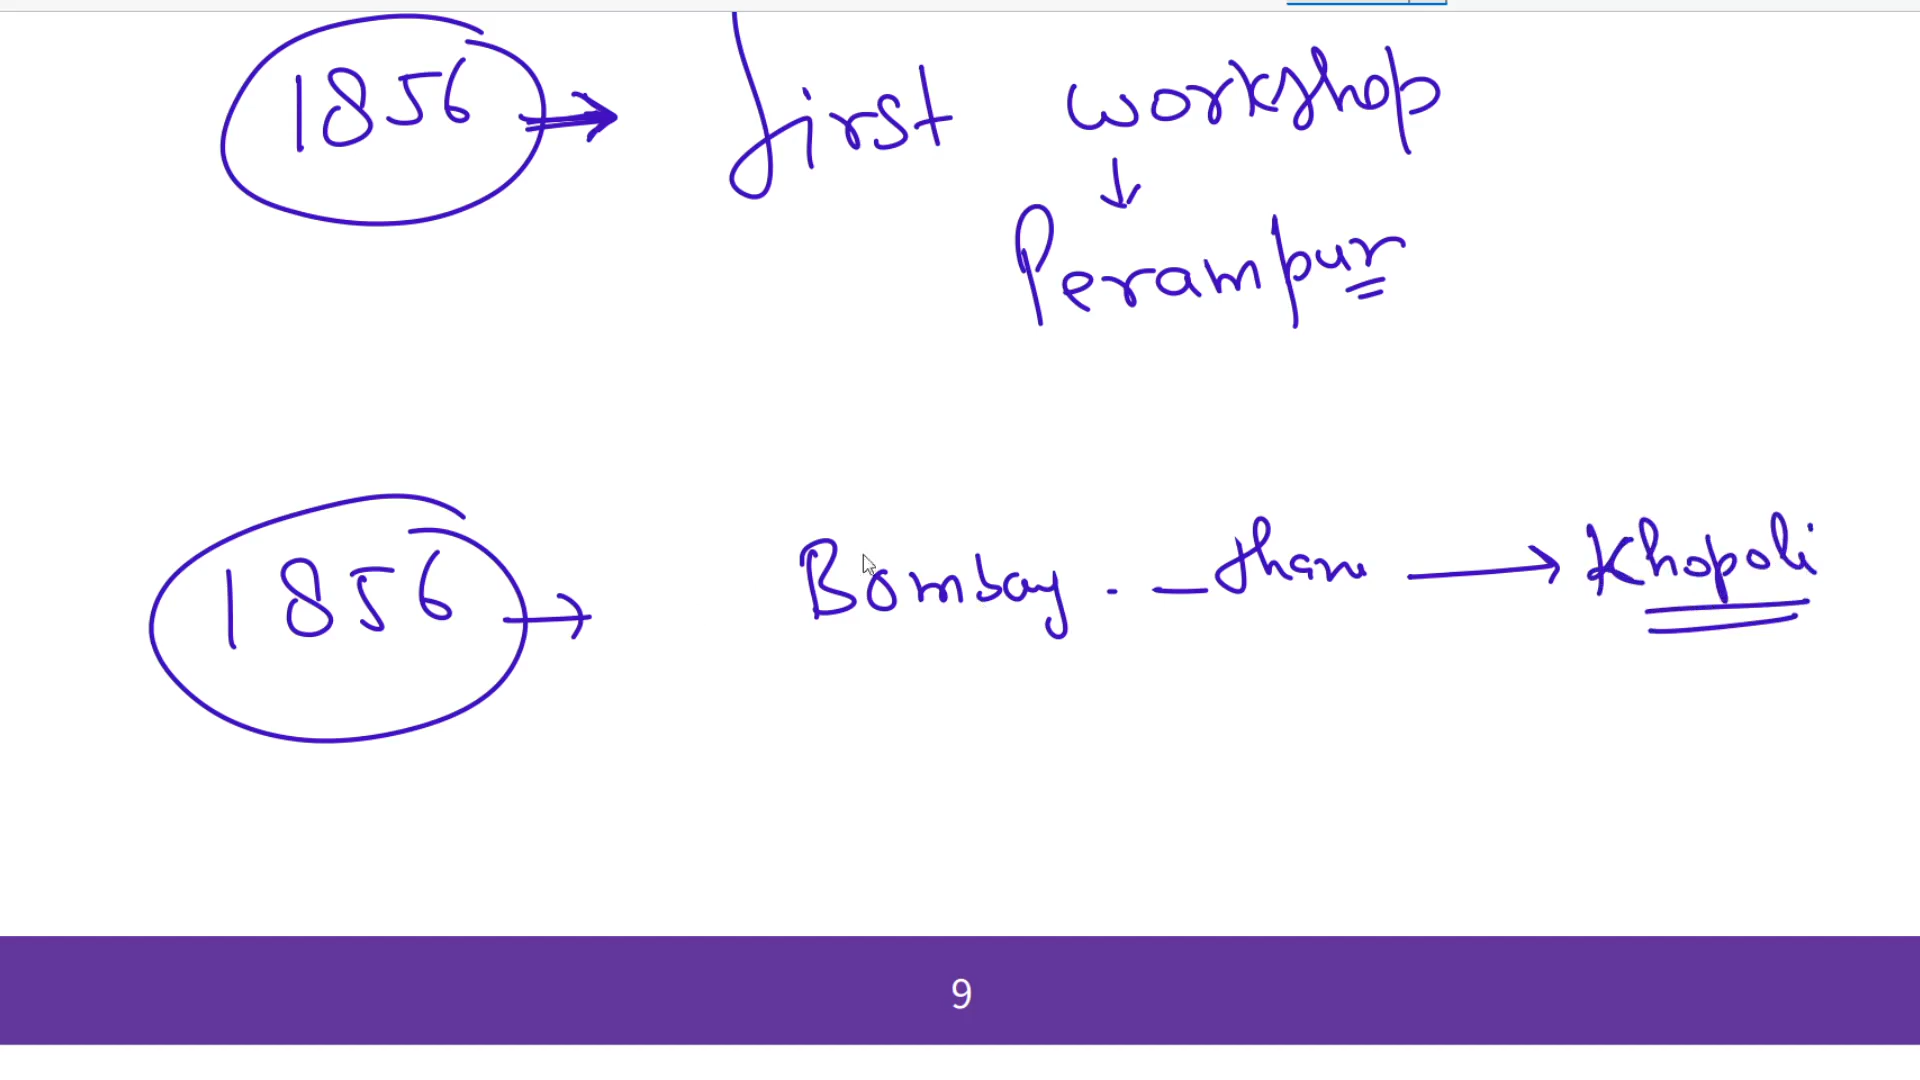 1856 → first workshop
↓
Perampur
1856 → Bombay - - thane → Khopoli
9